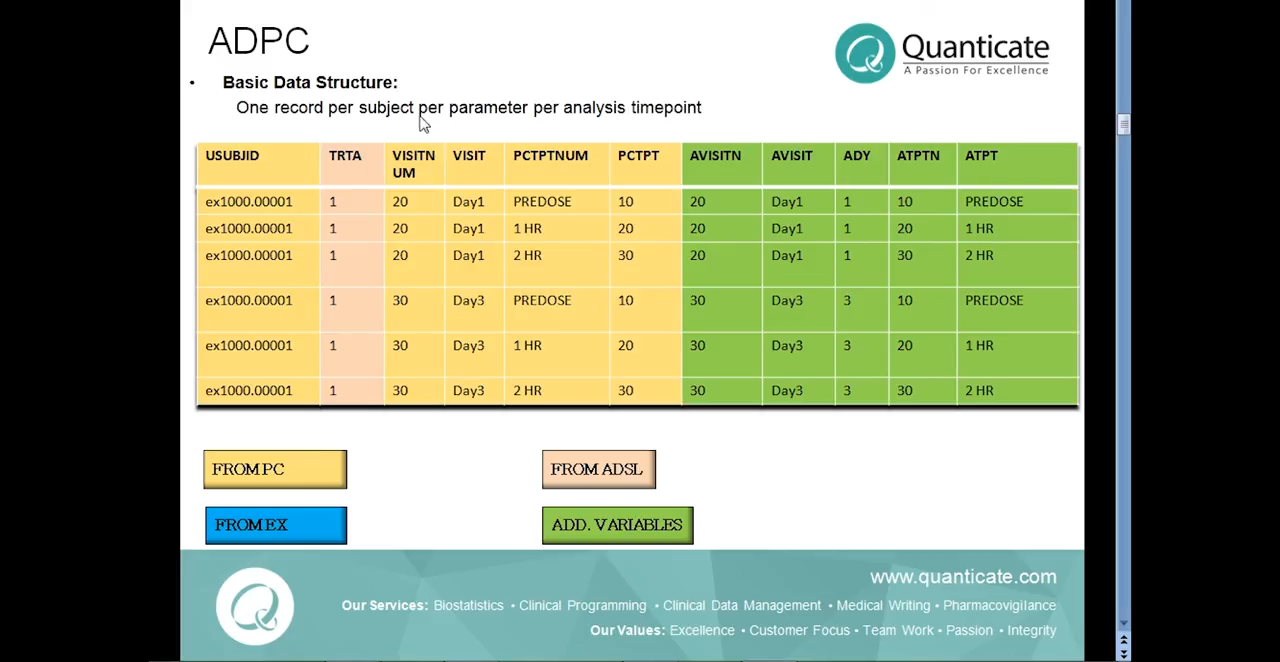 ADPC
Quanticate
A Passion For Excellence
• Basic Data Structure:
One record per subject per parameter per analysis timepoint
USUBJID TRTA VISITN UM VISIT PCTPTNUM PCTPT AVISITN AVISIT ADY ATPTN ATPT
ex1000.00001 1 20 Day1 PREDOSE 10 20 Day1 1 10 PREDOSE
ex1000.00001 1 20 Day1 1 HR 20 20 Day1 1 20 1 HR
ex1000.00001 1 20 Day1 2 HR 30 20 Day1 1 30 2 HR
ex1000.00001 1 30 Day3 PREDOSE 10 30 Day3 3 10 PREDOSE
ex1000.00001 1 30 Day3 1 HR 20 30 Day3 3 20 1 HR
ex1000.00001 1 30 Day3 2 HR 30 30 Day3 3 30 2 HR
FROM PC FROM ADSL
FROM EX ADD. VARIABLES
www.quanticate.com
Our Services: Biostatistics • Clinical Programming • Clinical Data Management • Medical Writing • Pharmacovigilance
Our Values: Excellence • Customer Focus • Team Work • Passion • Integrity